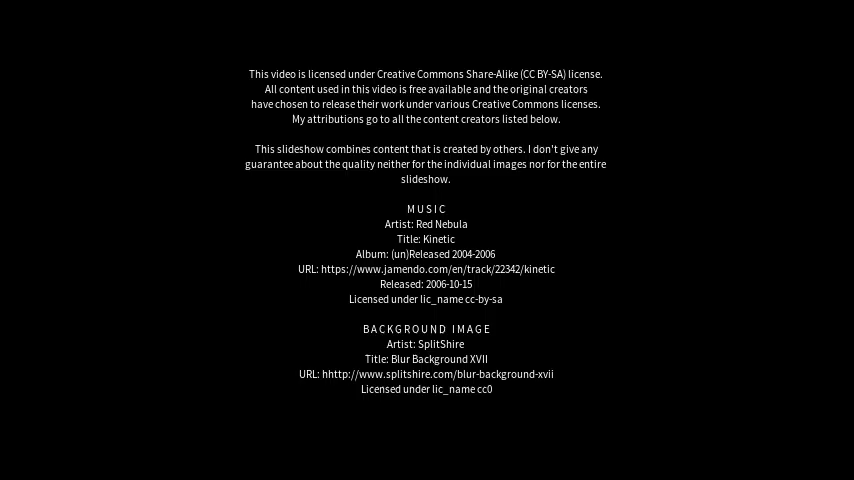 This video is licensed under Creative Commons Share-Alike (CC BY-SA) license.
All content used in this video is free available and the original creators
have chosen to release their work under various Creative Commons licenses.
My attributions go to all the content creators listed below.
This slideshow combines content that is created by others. I don't give any
guarantee about the quality neither for the individual images nor for the entire
slideshow.
MUSIC
Artist: Red Nebula
Title: Kinetic
Album: (un)Released 2004-2006
URL: https://www.jamendo.com/en/track/22342/kinetic
Released: 2006-10-15
Licensed under lic_name cc-by-sa
BACKGROUND IMAGE
Artist: SplitShire
Title: Blur Background XVII
URL: hhttp://www.splitshire.com/blur-background-xvii
Licensed under lic_name cc0